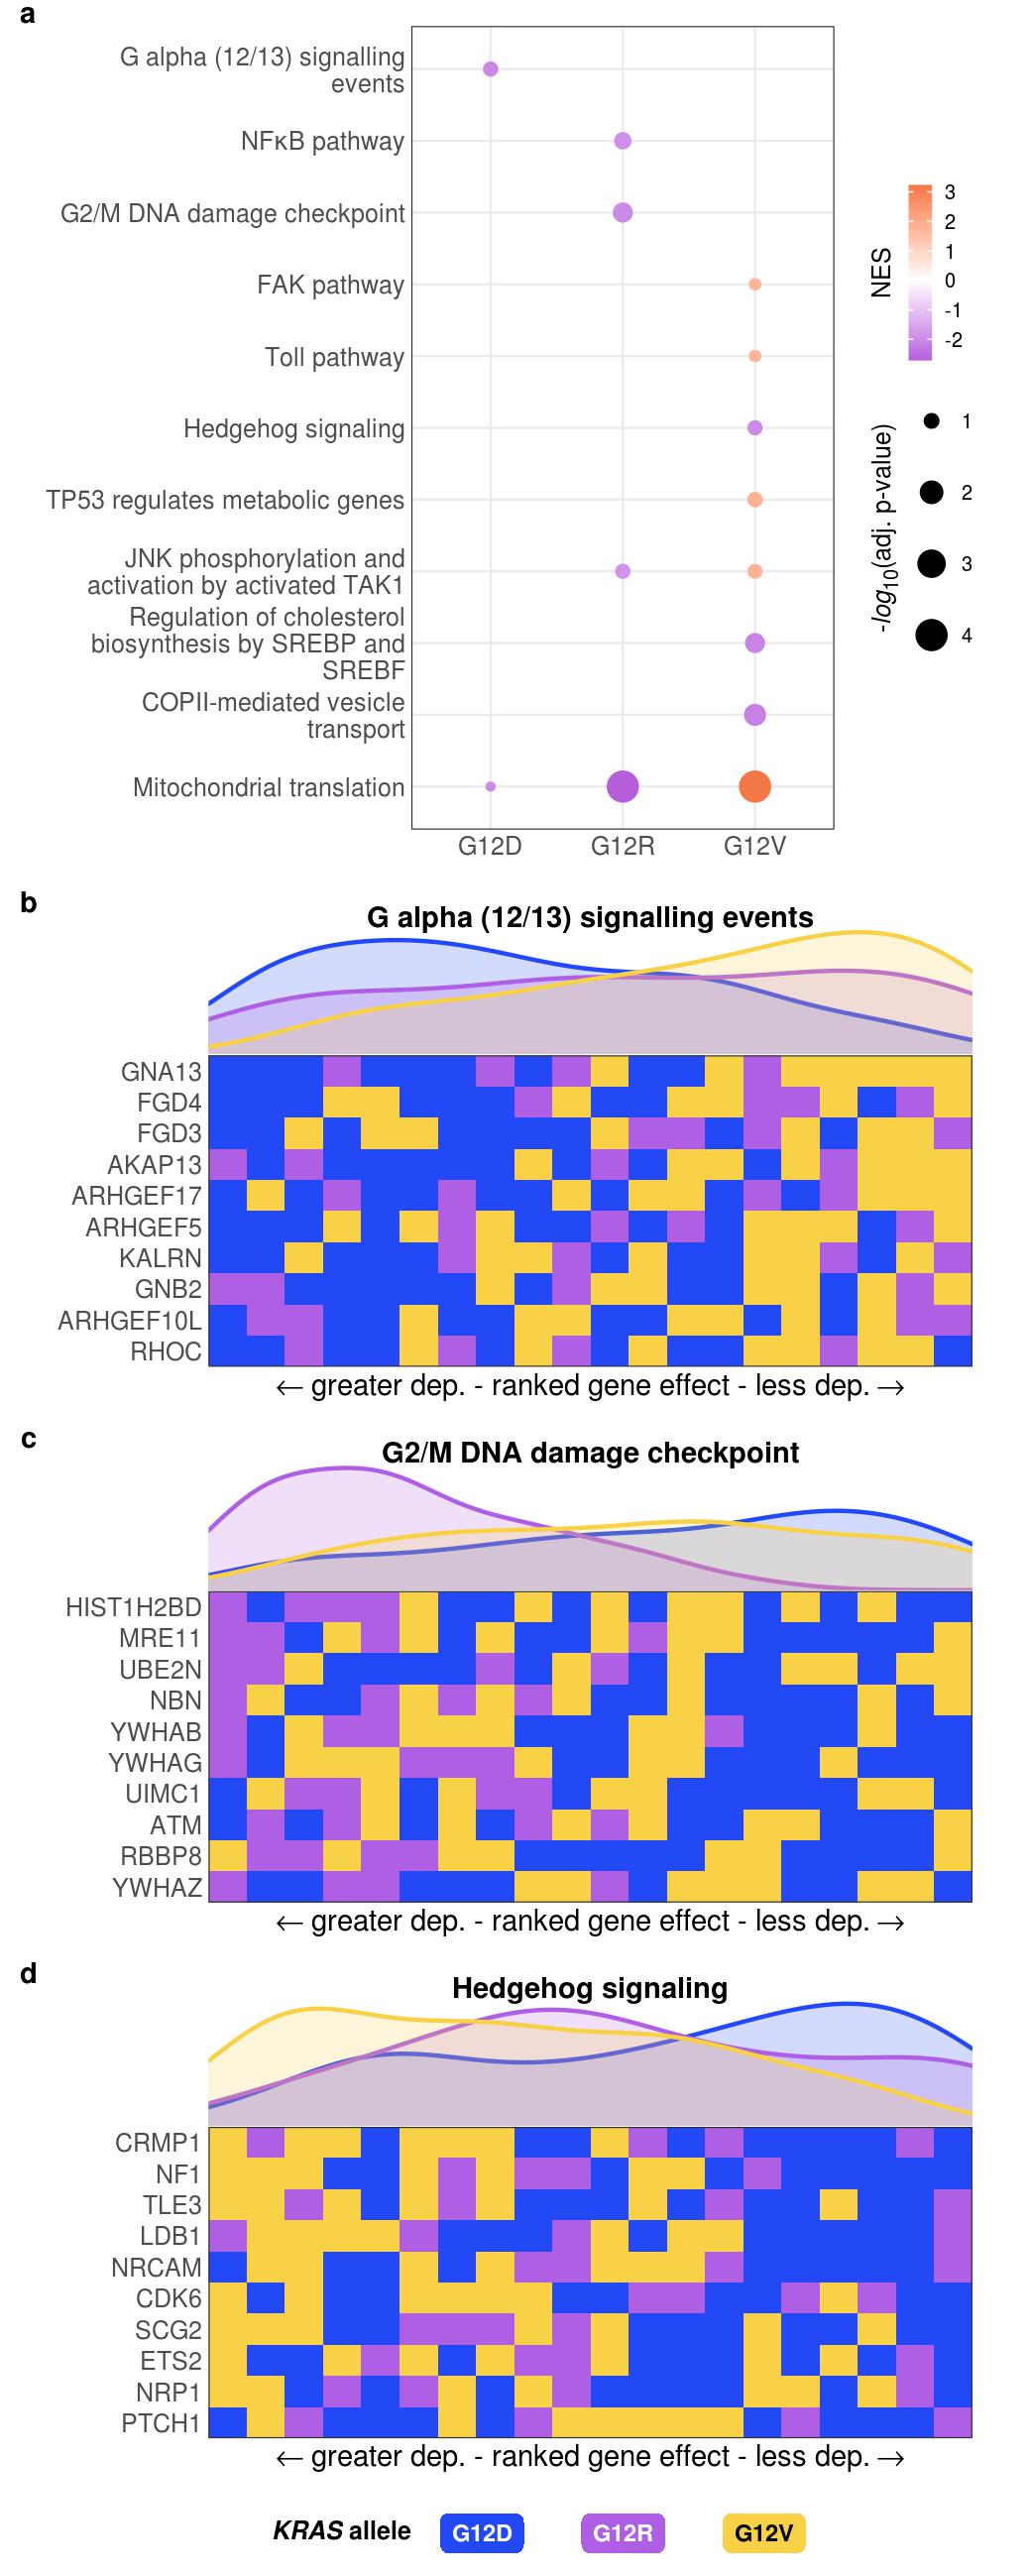 a
G alpha (12/13) signalling
events
NFκB pathway
G2/M DNA damage checkpoint
FAK pathway
Toll pathway
Hedgehog signaling
TP53 regulates metabolic genes
JNK phosphorylation and
activation by activated TAK1
Regulation of cholesterol
biosynthesis by SREBP and
SREBF
COPII-mediated vesicle
transport
Mitochondrial translation
G12D G12R G12V
NES
3
2
1
0
-1
-2
-log10(adj. p-value)
1
2
3
4
b
G alpha (12/13) signalling events
GNA13
FGD4
FGD3
AKAP13
ARHGEF17
ARHGEF5
KALRN
GNB2
ARHGEF10L
RHOC
← greater dep. - ranked gene effect - less dep. →
c
G2/M DNA damage checkpoint
HIST1H2BD
MRE11
UBE2N
NBN
YWHAB
YWHAG
UIMC1
ATM
RBBP8
YWHAZ
← greater dep. - ranked gene effect - less dep. →
d
Hedgehog signaling
CRMP1
NF1
TLE3
LDB1
NRCAM
CDK6
SCG2
ETS2
NRP1
PTCH1
← greater dep. - ranked gene effect - less dep. →
KRAS allele G12D G12R G12V